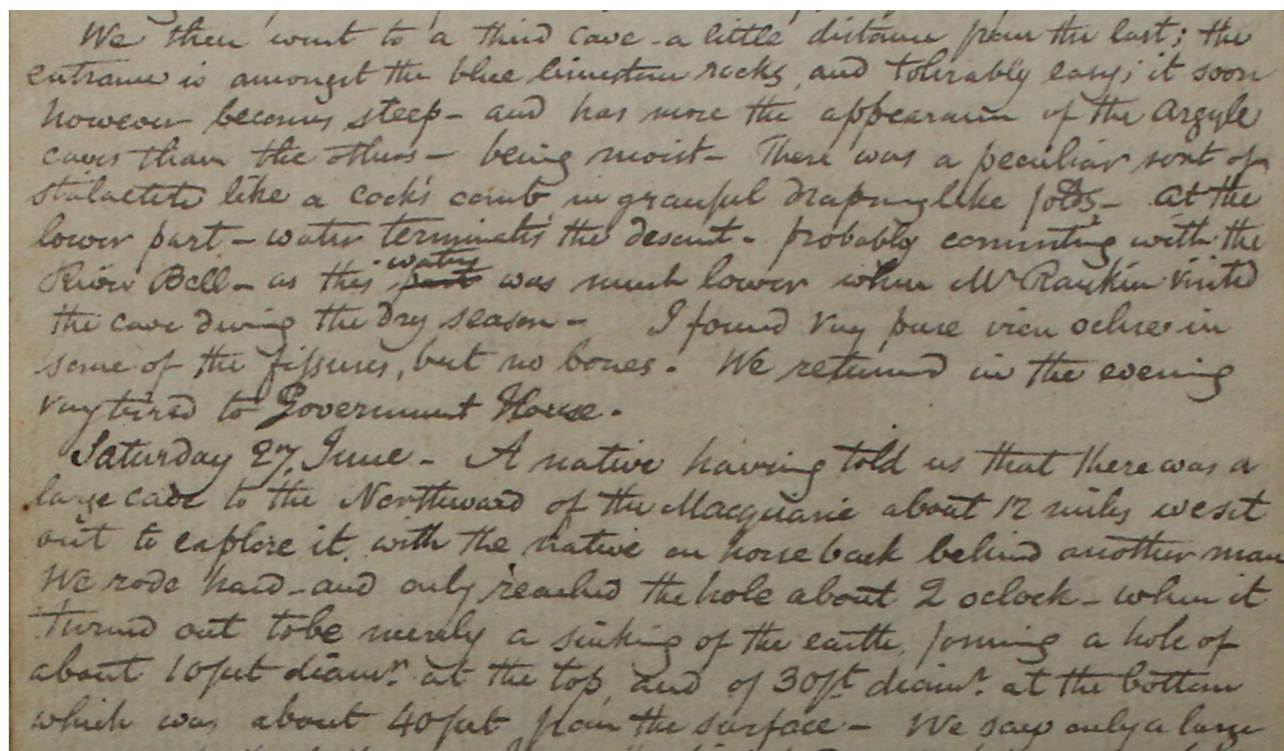 We then went to a third cave - a little distance from the last; the
entrance is amongst the blue limestone rocks, and tolerably easy; it soon
however becomes steep - and has more the appearance of the Argyle
caves than the others - being moist - There was a peculiar sort of
stalactite like a cock's comb in graceful drapering like folds - At the
lower part - water terminates the descent - probably connecting with the
River Bell - as this part water was much lower when Mr Rankin visited
the cave during the dry season - I found very pure ochre in
some of the fissures, but no bones. We returned in the evening
very tired to Government House.
Saturday 27, June - A native having told us that there was a
large cave to the Northward of the Macquarie about 12 miles we set
out to explore it, with the native on horseback behind another man
We rode hard - and only reached the hole about 2 oclock - when it
turned out to be merely a sinking of the earth, forming a hole of
about 10 feet diamr. at the top, and of 30 ft. diamr. at the bottom
which was about 40 feet from the surface - We saw only a large